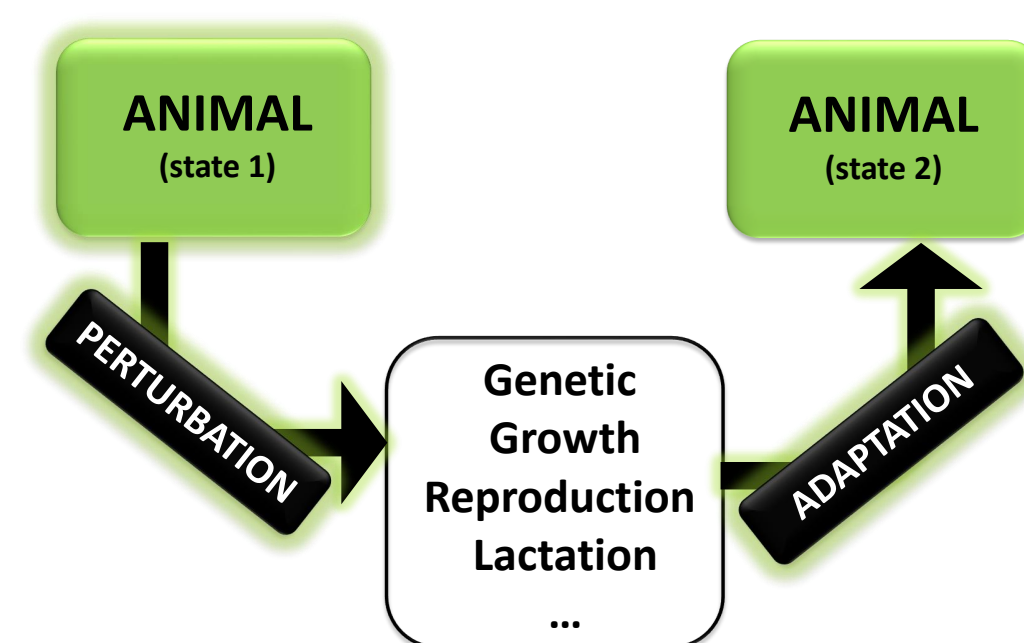 ANIMAL
(state 1)
ANIMAL
(state 2)
PERTURBATION
Genetic
Growth
Reproduction
Lactation
...
ADAPTATION